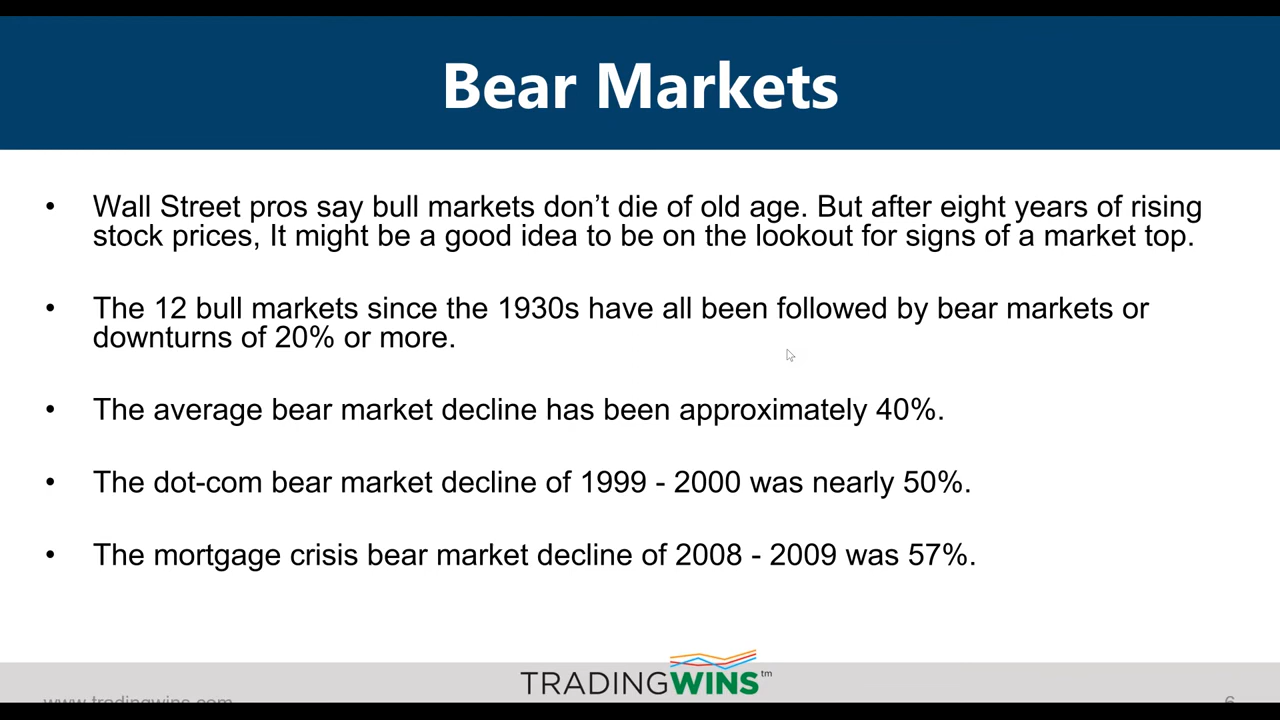 Bear Markets
• Wall Street pros say bull markets don’t die of old age. But after eight years of rising
stock prices, It might be a good idea to be on the lookout for signs of a market top.
• The 12 bull markets since the 1930s have all been followed by bear markets or
downturns of 20% or more.
• The average bear market decline has been approximately 40%.
• The dot-com bear market decline of 1999 - 2000 was nearly 50%.
• The mortgage crisis bear market decline of 2008 - 2009 was 57%.
TRADINGWINS™
www.tradingwins.com
6